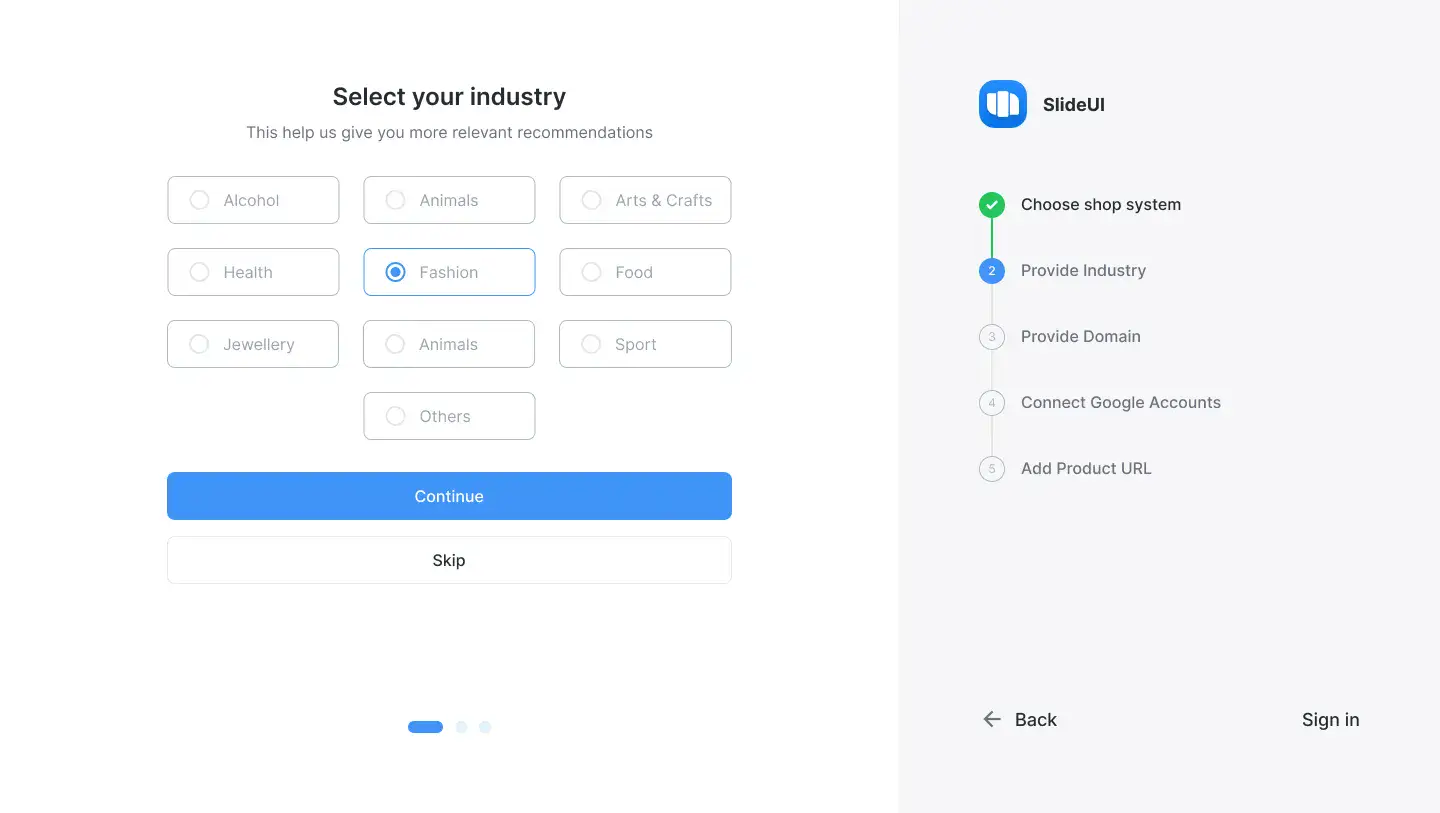 Select your industry
This help us give you more relevant recommendations
Alcohol
Animals
Arts & Crafts
Health
Fashion
Food
Jewellery
Animals
Sport
Others
Continue
Skip
SlideUI
Choose shop system
2 Provide Industry
3 Provide Domain
4 Connect Google Accounts
5 Add Product URL
Back
Sign in